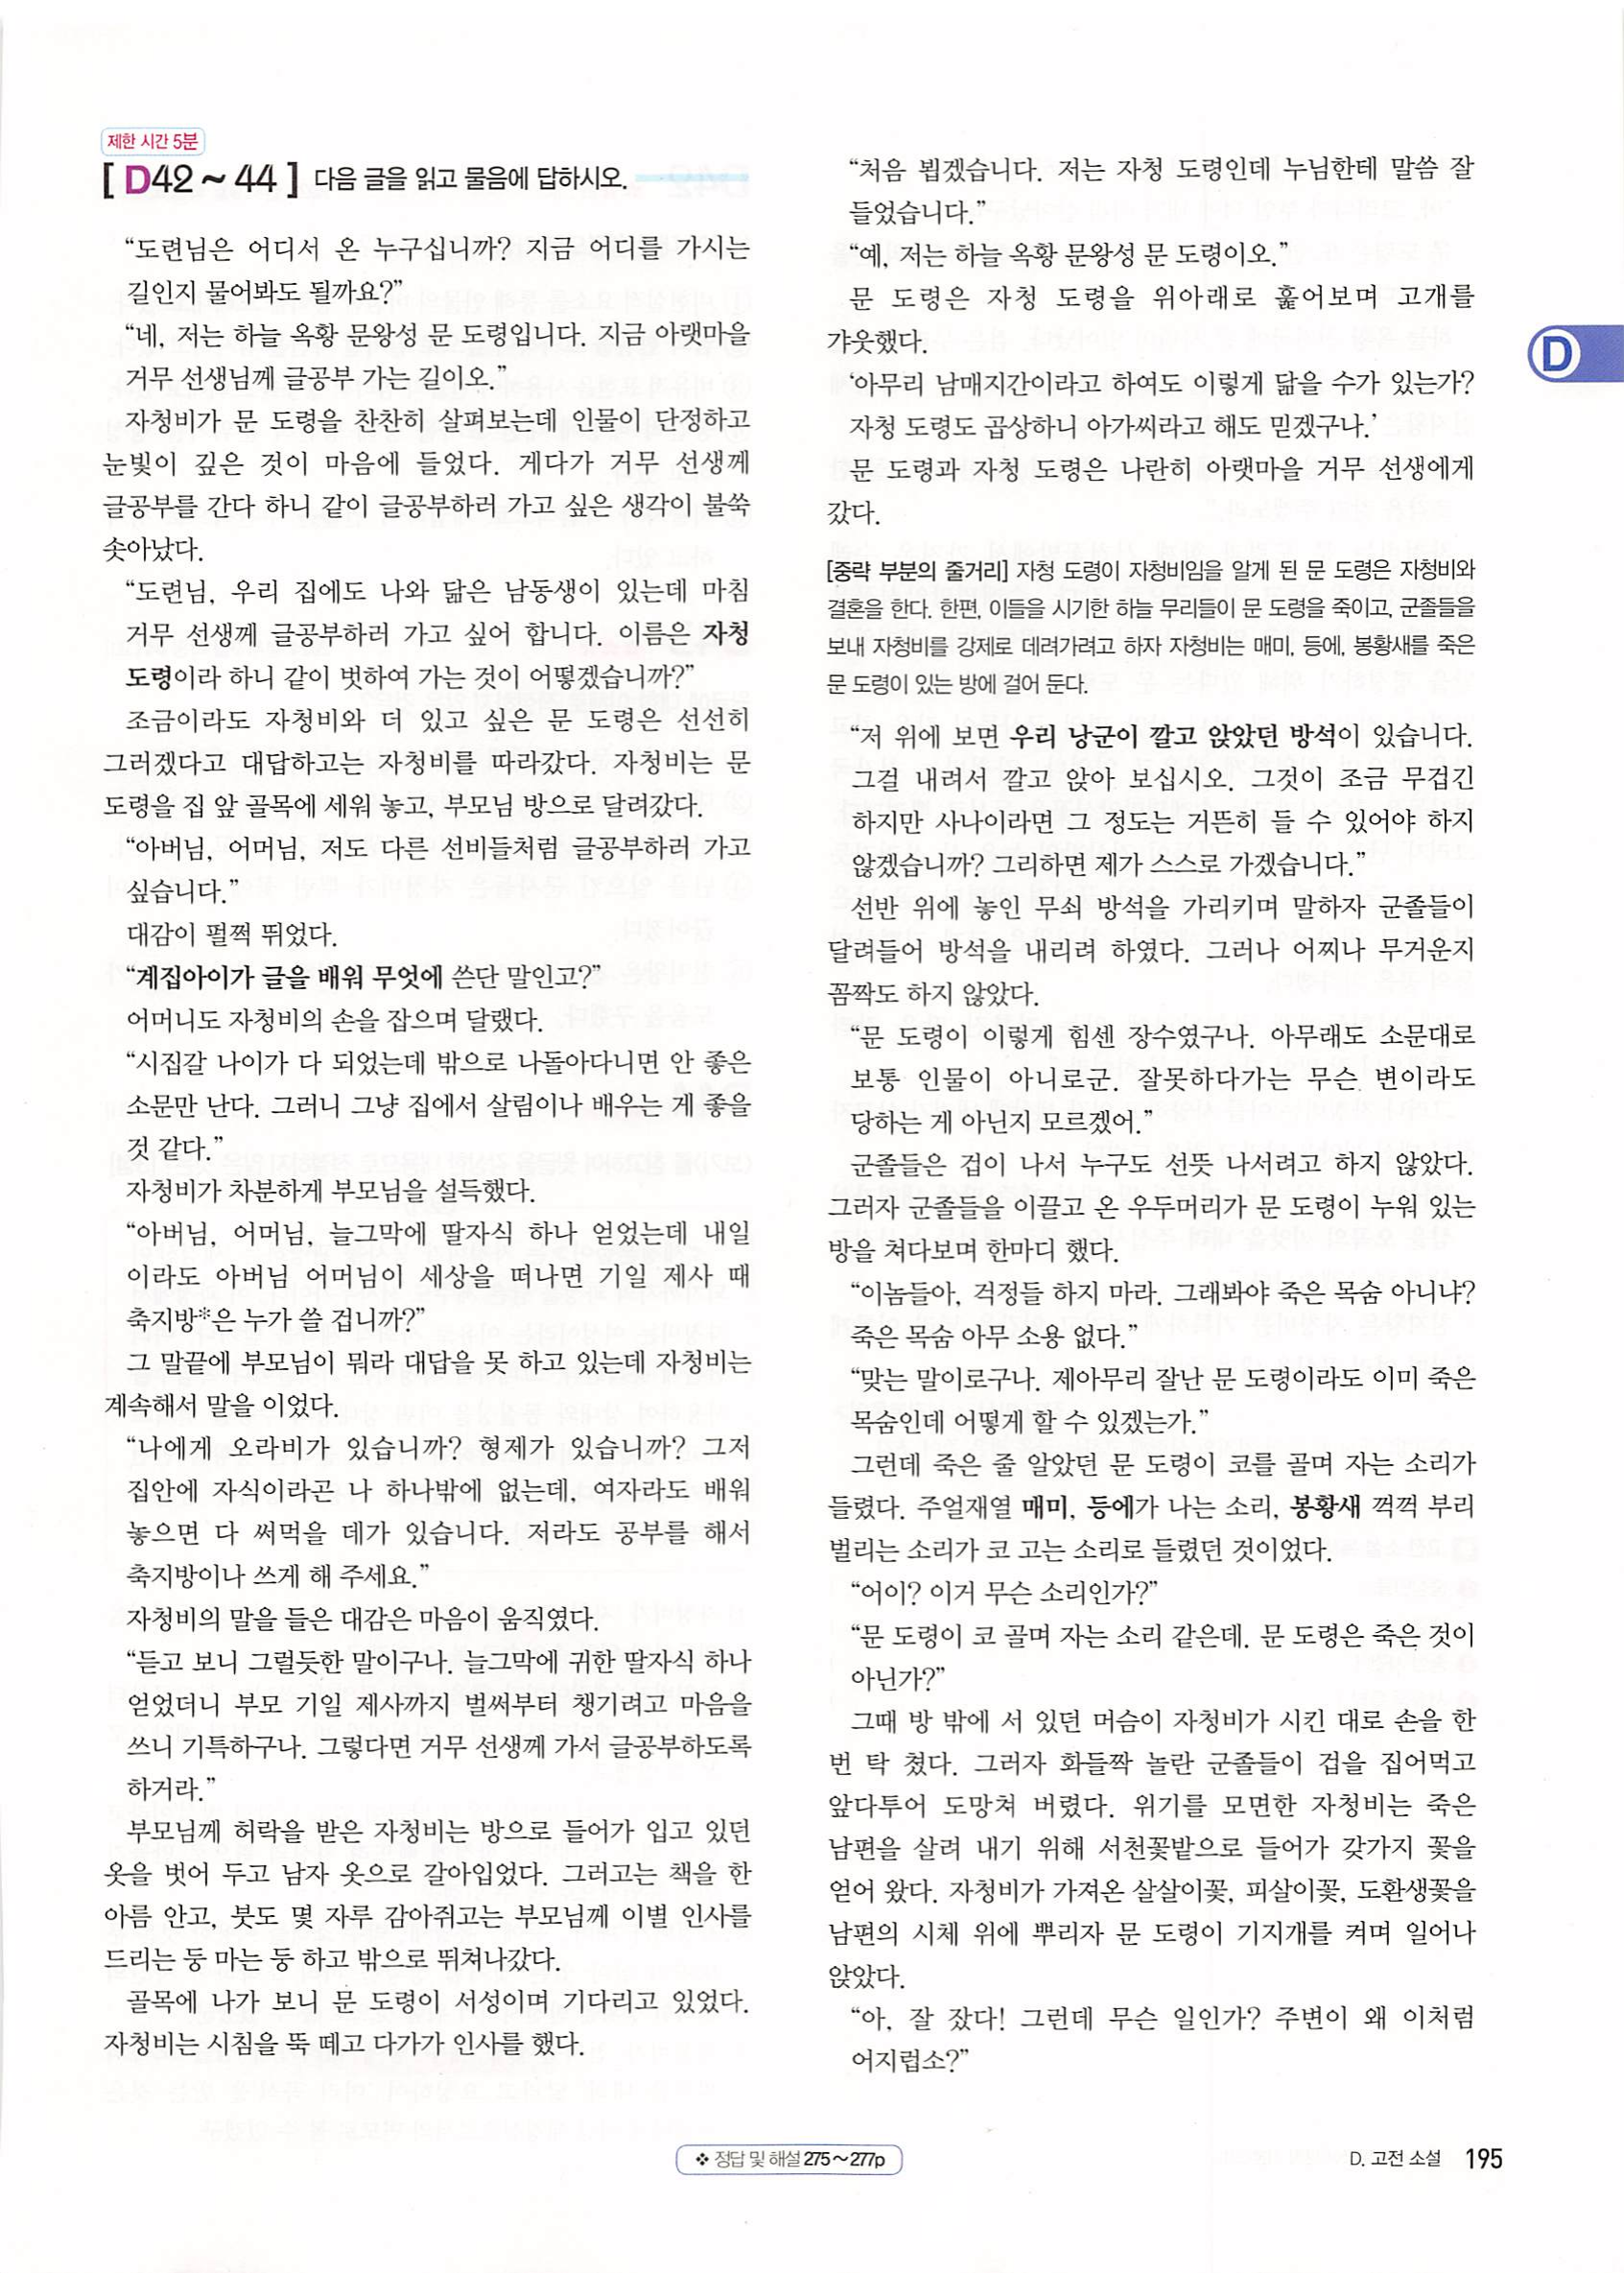 제한 시간 5분
[ D42 ~ 44 ] 다음 글을 읽고 물음에 답하시오.
“도련님은 어디서 온 누구십니까? 지금 어디를 가시는
길인지 물어봐도 될까요?”
“네, 저는 하늘 옥황 문왕성 문 도령입니다. 지금 아랫마을
거무 선생님께 글공부 가는 길이오.”
자청비가 문 도령을 찬찬히 살펴보는데 인물이 단정하고
눈빛이 깊은 것이 마음에 들었다. 게다가 거무 선생께
글공부를 간다 하니 같이 글공부하러 가고 싶은 생각이 불쑥
솟아났다.
“도련님, 우리 집에도 나와 닮은 남동생이 있는데 마침
거무 선생께 글공부하러 가고 싶어 합니다. 이름은 자청
도령이라 하니 같이 벗하여 가는 것이 어떻겠습니까?”
조금이라도 자청비와 더 있고 싶은 문 도령은 선선히
그러겠다고 대답하고는 자청비를 따라갔다. 자청비는 문
도령을 집 앞 골목에 세워 놓고, 부모님 방으로 달려갔다.
“아버님, 어머님, 저도 다른 선비들처럼 글공부하러 가고
싶습니다.”
대감이 펄쩍 뛰었다.
“계집아이가 글을 배워 무엇에 쓴단 말인고?”
어머니도 자청비의 손을 잡으며 달랬다.
“시집갈 나이가 다 되었는데 밖으로 나돌아다니면 안 좋은
소문만 난다. 그러니 그냥 집에서 살림이나 배우는 게 좋을
것 같다.”
자청비가 차분하게 부모님을 설득했다.
“아버님, 어머님, 늘그막에 딸자식 하나 얻었는데 내일
이라도 아버님 어머님이 세상을 떠나면 기일 제사 때
축지방*은 누가 쓸 겁니까?”
그 말끝에 부모님이 뭐라 대답을 못 하고 있는데 자청비는
계속해서 말을 이었다.
“나에게 오라비가 있습니까? 형제가 있습니까? 그저
집안에 자식이라곤 나 하나밖에 없는데, 여자라도 배워
놓으면 다 써먹을 데가 있습니다. 저라도 공부를 해서
축지방이나 쓰게 해 주세요.”
자청비의 말을 들은 대감은 마음이 움직였다.
“듣고 보니 그럴듯한 말이구나. 늘그막에 귀한 딸자식 하나
얻었더니 부모 기일 제사까지 벌써부터 챙기려고 마음을
쓰니 기특하구나. 그렇다면 거무 선생께 가서 글공부하도록
하거라.”
부모님께 허락을 받은 자청비는 방으로 들어가 입고 있던
옷을 벗어 두고 남자 옷으로 갈아입었다. 그러고는 책을 한
아름 안고, 붓도 몇 자루 감아쥐고는 부모님께 이별 인사를
드리는 둥 마는 둥 하고 밖으로 뛰쳐나갔다.
골목에 나가 보니 문 도령이 서성이며 기다리고 있었다.
자청비는 시침을 뚝 떼고 다가가 인사를 했다.
“처음 뵙겠습니다. 저는 자청 도령인데 누님한테 말씀 잘
들었습니다.”
“예, 저는 하늘 옥황 문왕성 문 도령이오.”
문 도령은 자청 도령을 위아래로 훑어보며 고개를
갸웃했다.
‘아무리 남매지간이라고 하여도 이렇게 닮을 수가 있는가?
자청 도령도 곱상하니 아가씨라고 해도 믿겠구나.’
문 도령과 자청 도령은 나란히 아랫마을 거무 선생에게
갔다.
[중략 부분의 줄거리] 자청 도령이 자청비임을 알게 된 문 도령은 자청비와
결혼을 한다. 한편, 이들을 시기한 하늘 무리들이 문 도령을 죽이고, 군졸들을
보내 자청비를 강제로 데려가려고 하자 자청비는 매미, 등에, 봉황새를 죽은
문 도령이 있는 방에 걸어 둔다.
“저 위에 보면 우리 낭군이 깔고 앉았던 방석이 있습니다.
그걸 내려서 깔고 앉아 보십시오. 그것이 조금 무겁긴
하지만 사나이라면 그 정도는 거뜬히 들 수 있어야 하지
않겠습니까? 그리하면 제가 스스로 가겠습니다.”
선반 위에 놓인 무쇠 방석을 가리키며 말하자 군졸들이
달려들어 방석을 내리려 하였다. 그러나 어찌나 무거운지
꼼짝도 하지 않았다.
“문 도령이 이렇게 힘센 장수였구나. 아무래도 소문대로
보통 인물이 아니로군. 잘못하다가는 무슨 변이라도
당하는 게 아닌지 모르겠어.”
군졸들은 겁이 나서 누구도 선뜻 나서려고 하지 않았다.
그러자 군졸들을 이끌고 온 우두머리가 문 도령이 누워 있는
방을 쳐다보며 한마디 했다.
“이놈들아, 걱정들 하지 마라. 그래봐야 죽은 목숨 아니냐?
죽은 목숨 아무 소용 없다.”
“맞는 말이로구나. 제아무리 잘난 문 도령이라도 이미 죽은
목숨인데 어떻게 할 수 있겠는가.”
그런데 죽은 줄 알았던 문 도령이 코를 골며 자는 소리가
들렸다. 주얼재열 매미, 등에가 나는 소리, 봉황새 꺽꺽 부리
벌리는 소리가 코 고는 소리로 들렸던 것이었다.
“어이? 이거 무슨 소리인가?”
“문 도령이 코 골며 자는 소리 같은데. 문 도령은 죽은 것이
아닌가?”
그때 방 밖에 서 있던 머슴이 자청비가 시킨 대로 손을 한
번 탁 쳤다. 그러자 화들짝 놀란 군졸들이 겁을 집어먹고
앞다투어 도망쳐 버렸다. 위기를 모면한 자청비는 죽은
남편을 살려 내기 위해 서천꽃밭으로 들어가 갖가지 꽃을
얻어 왔다. 자청비가 가져온 살살이꽃, 피살이꽃, 도환생꽃을
남편의 시체 위에 뿌리자 문 도령이 기지개를 켜며 일어나
앉았다.
“아, 잘 잤다! 그런데 무슨 일인가? 주변이 왜 이처럼
어지럽소?”
D
❖ 정답 및 해설 275~277p
D. 고전 소설 195